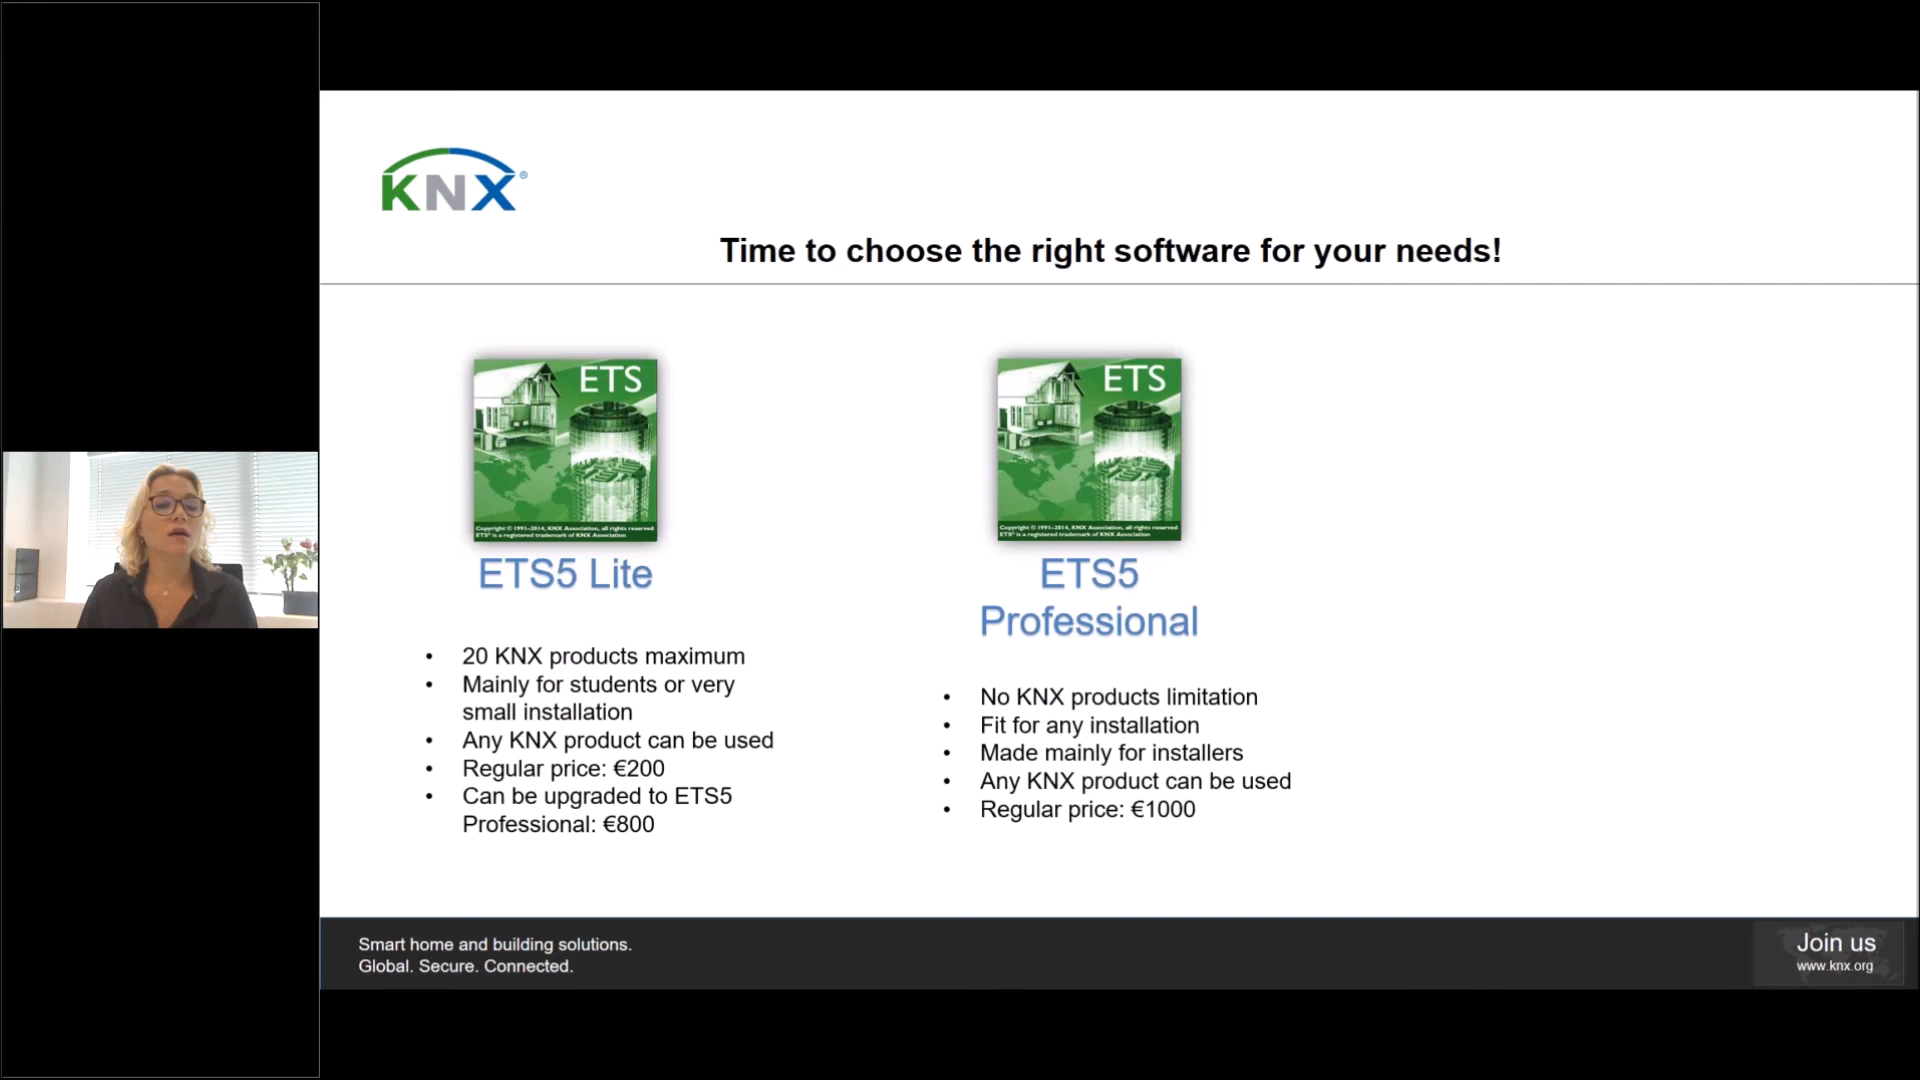 KNX®
Time to choose the right software for your needs!
ETS
Copyright © 1991-2014, KNX Association, all rights reserved
ETS® is a registered trademark of KNX Association
ETS5 Lite
• 20 KNX products maximum
• Mainly for students or very
small installation
• Any KNX product can be used
• Regular price: €200
• Can be upgraded to ETS5
Professional: €800
ETS
Copyright © 1991-2014, KNX Association, all rights reserved
ETS® is a registered trademark of KNX Association
ETS5
Professional
• No KNX products limitation
• Fit for any installation
• Made mainly for installers
• Any KNX product can be used
• Regular price: €1000
Smart home and building solutions.
Global. Secure. Connected.
Join us
www.knx.org